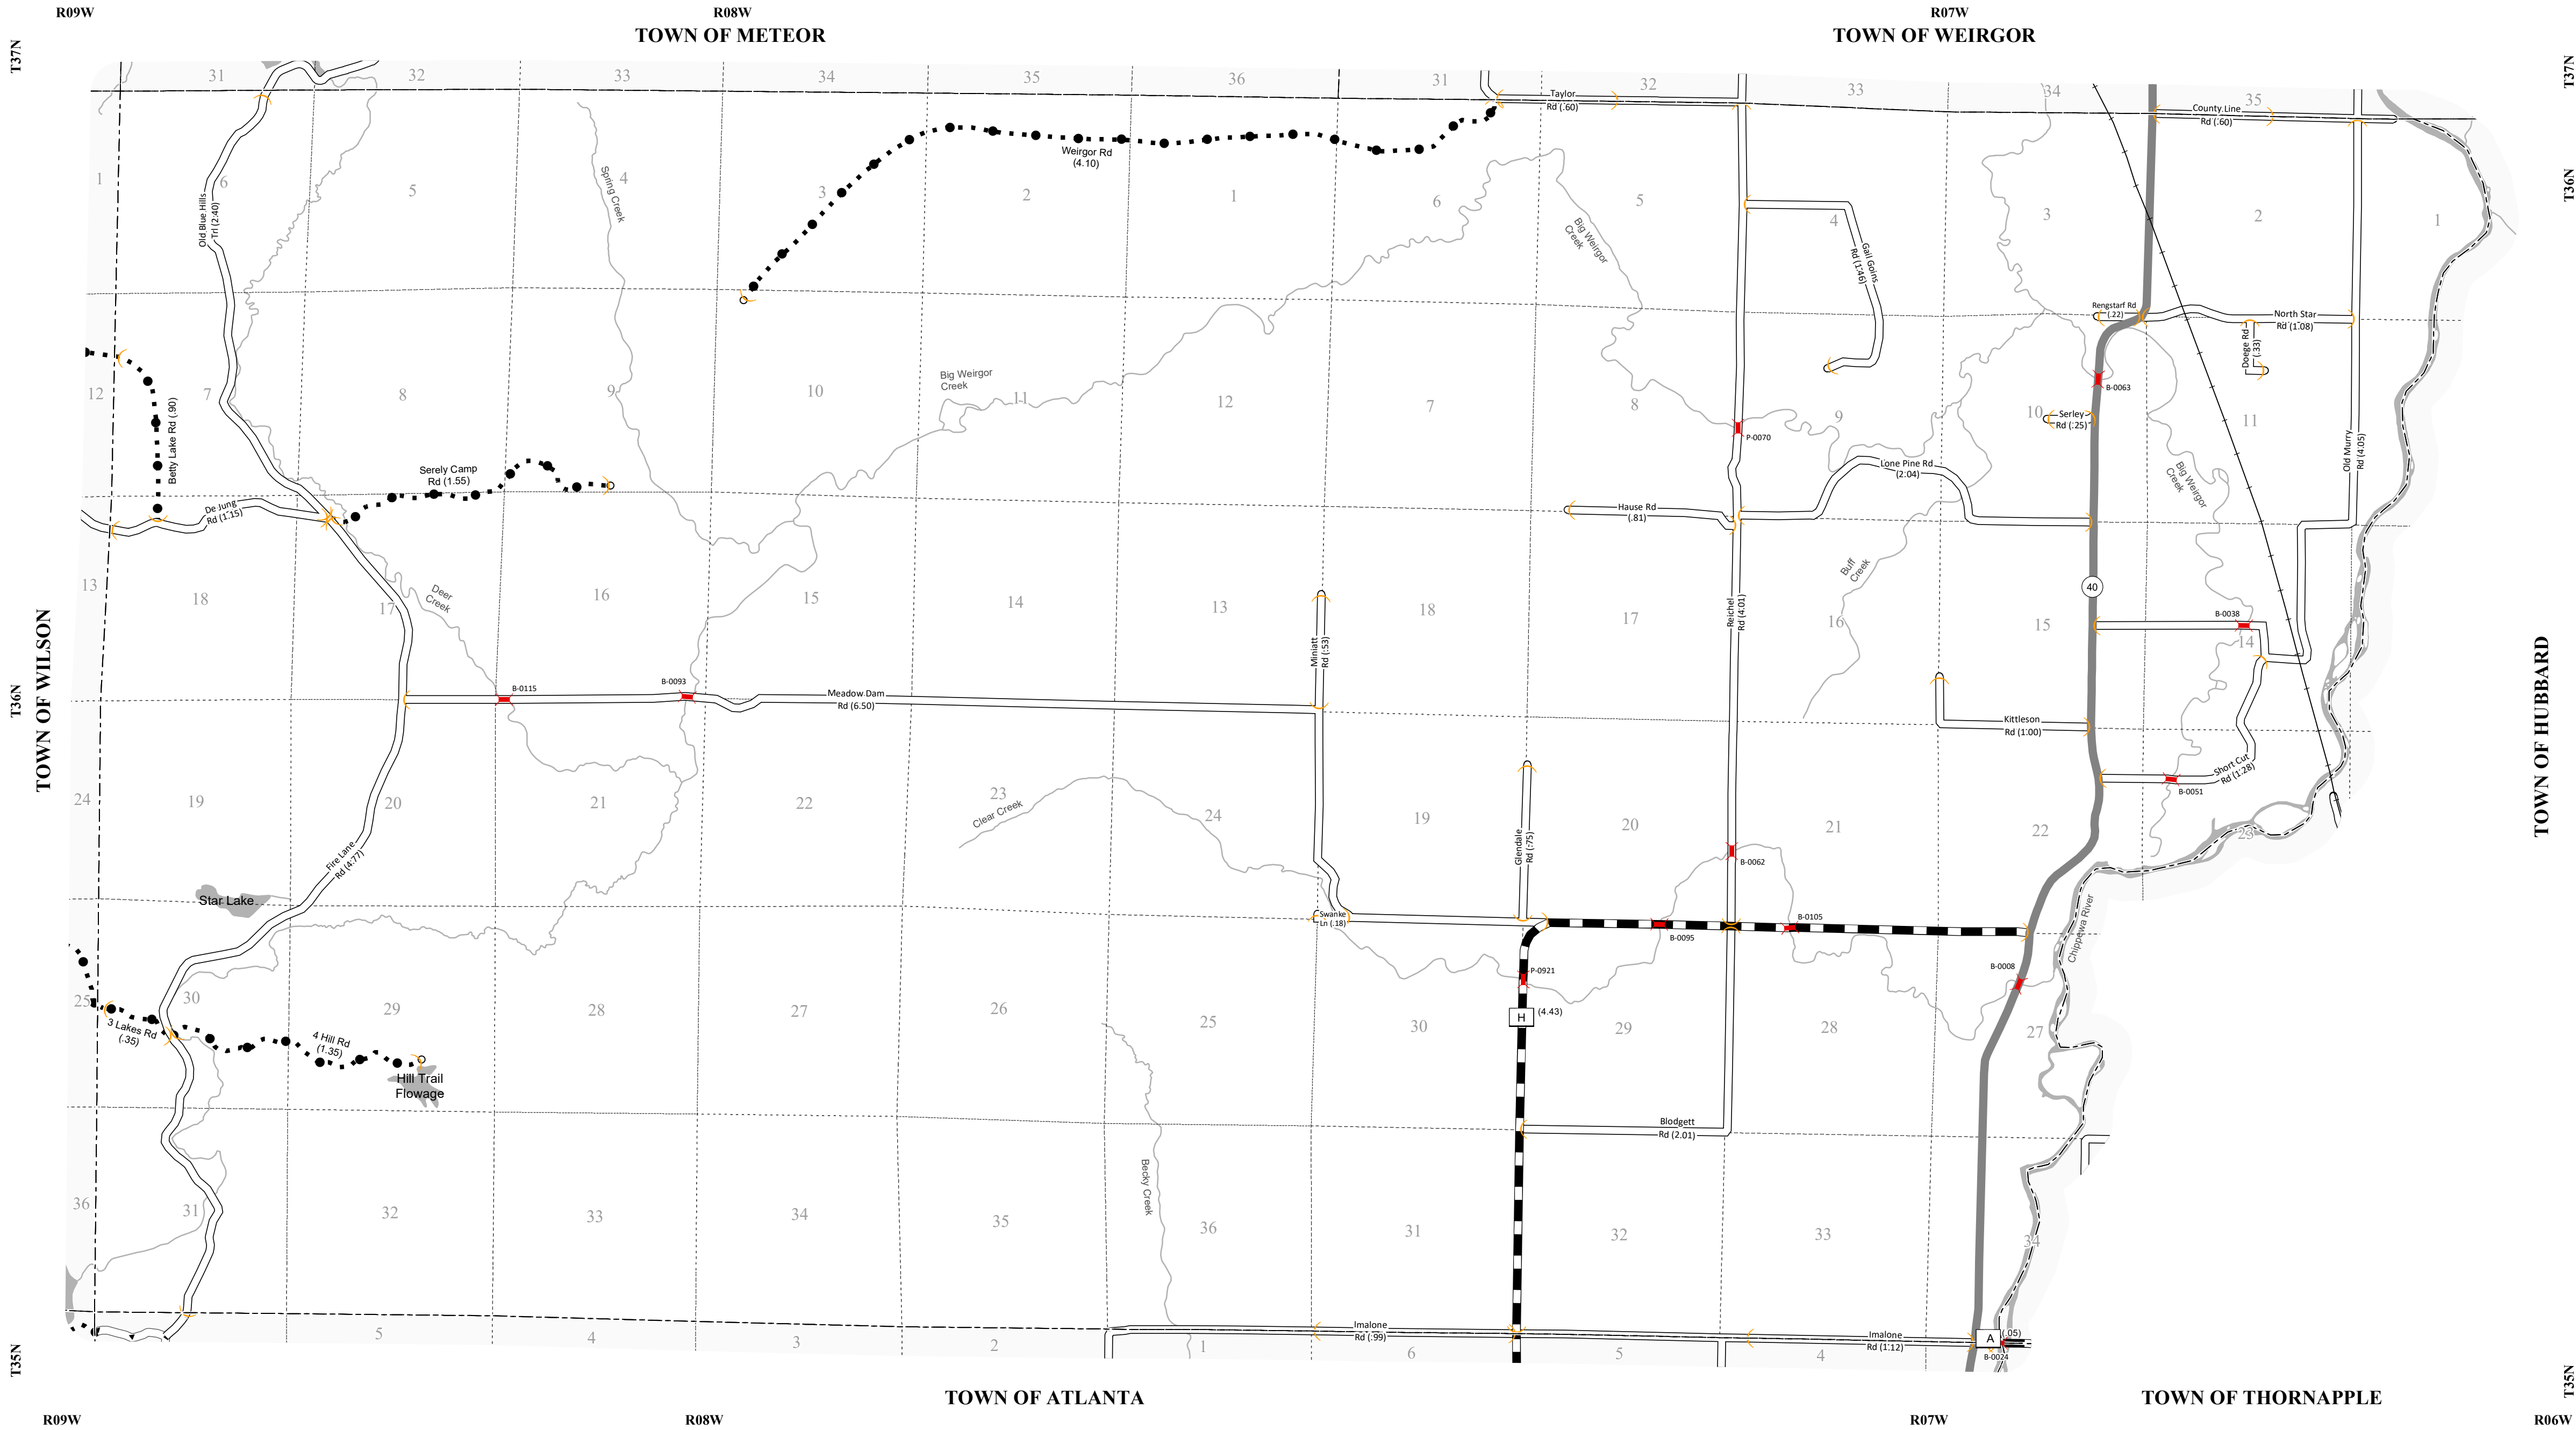 R09W
R08W
R07W
TOWN OF METEOR
TOWN OF WEIRGOR
T37N
T37N
31
32
33
34
35
36
31
32
33
34
35
Taylor
Rd (.60)
County Line
Rd (.60)
Weirgor Rd
(4.10)
T36N
1
6
5
4
3
2
1
6
5
4
3
2
1
Old Blue Hills
Trl (2.40)
Spring Creek
Big Weirgor
Creek
Gail Goins
Rd (1.46)
Rengstarf Rd
(.22)
North Star
Rd (1.08)
Doege Rd
(.33)
B-0063
12
7
8
9
10
11
12
7
8
9
10
11
Betty Lake Rd (.90)
Big Weirgor
Creek
Serley
Rd (.25)
P-0070
Old Murry
Rd (4.05)
Serely Camp
Rd (1.55)
Lone Pine Rd
(2.04)
Big Weirgor
Creek
De Jung
Rd (1.15)
Hause Rd
(.81)
13
18
17
16
15
14
13
18
17
16
15
14
Deer
Creek
Buff
Creek
40
Reichel
Rd (4.01)
B-0038
Miniatt
Rd (.53)
TOWN OF WILSON
TOWN OF HUBBARD
T36N
B-0115
B-0093
Meadow Dam
Rd (6.50)
Kittleson
Rd (1.00)
Short Cut
Rd (1.28)
B-0051
24
19
20
21
22
23
24
19
20
21
22
23
Clear Creek
Glendale
Rd (.75)
B-0062
Fire Lane
Rd (4.77)
Star Lake
Swanke
Ln (.18)
B-0095
B-0105
Chippewa River
B-0008
P-0921
H
(4.43)
25
30
29
28
27
26
25
30
29
28
27
3 Lakes Rd
(.35)
4 Hill Rd
(1.35)
Hill Trail
Flowage
Blodgett
Rd (2.01)
Becky Creek
36
31
32
33
34
35
36
31
32
33
34
Imalone
Rd (.99)
Imalone
Rd (1.12)
A
(.05)
B-0024
5
4
3
2
1
6
5
4
T35N
T35N
TOWN OF ATLANTA
TOWN OF THORNAPPLE
R09W
R08W
R07W
R06W